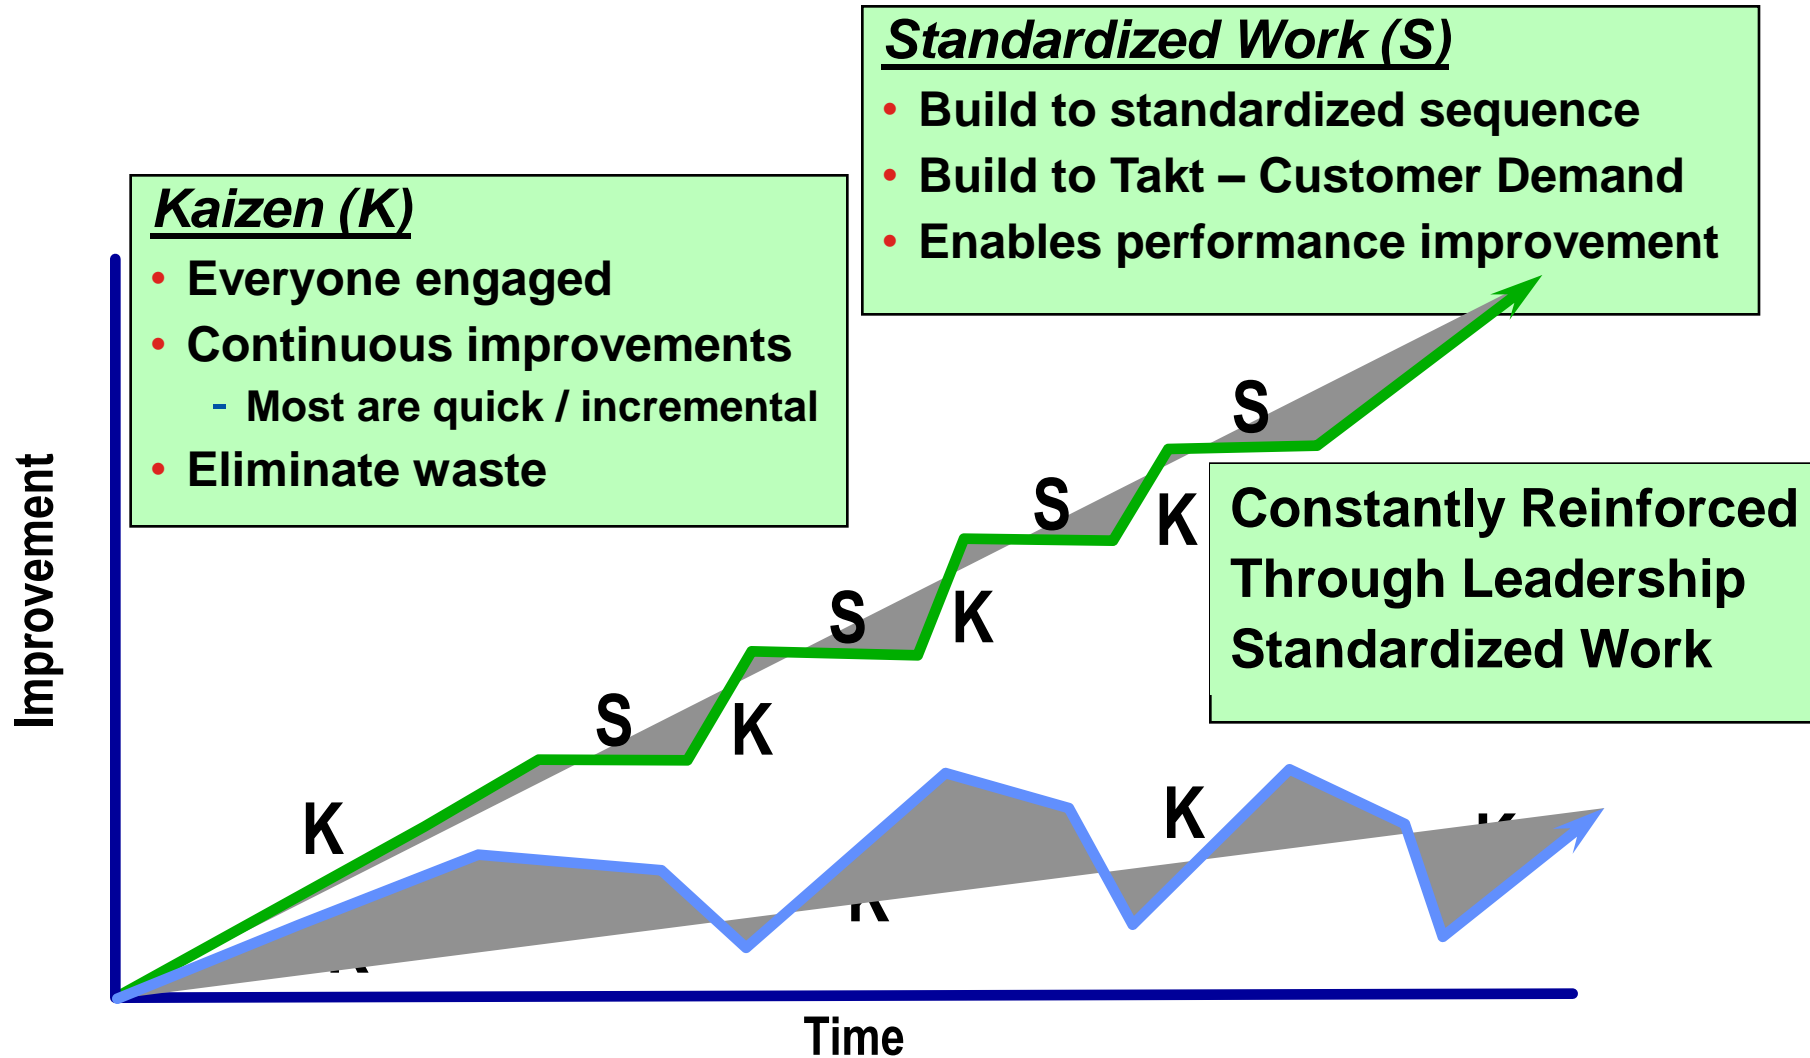 Standardized Work (S)
• Build to standardized sequence
• Build to Takt – Customer Demand
• Enables performance improvement
Kaizen (K)
• Everyone engaged
• Continuous improvements
- Most are quick / incremental
• Eliminate waste
Improvement
S
S
K
Constantly Reinforced
Through Leadership
Standardized Work
S
K
S
K
K
K
K
K
K
Time